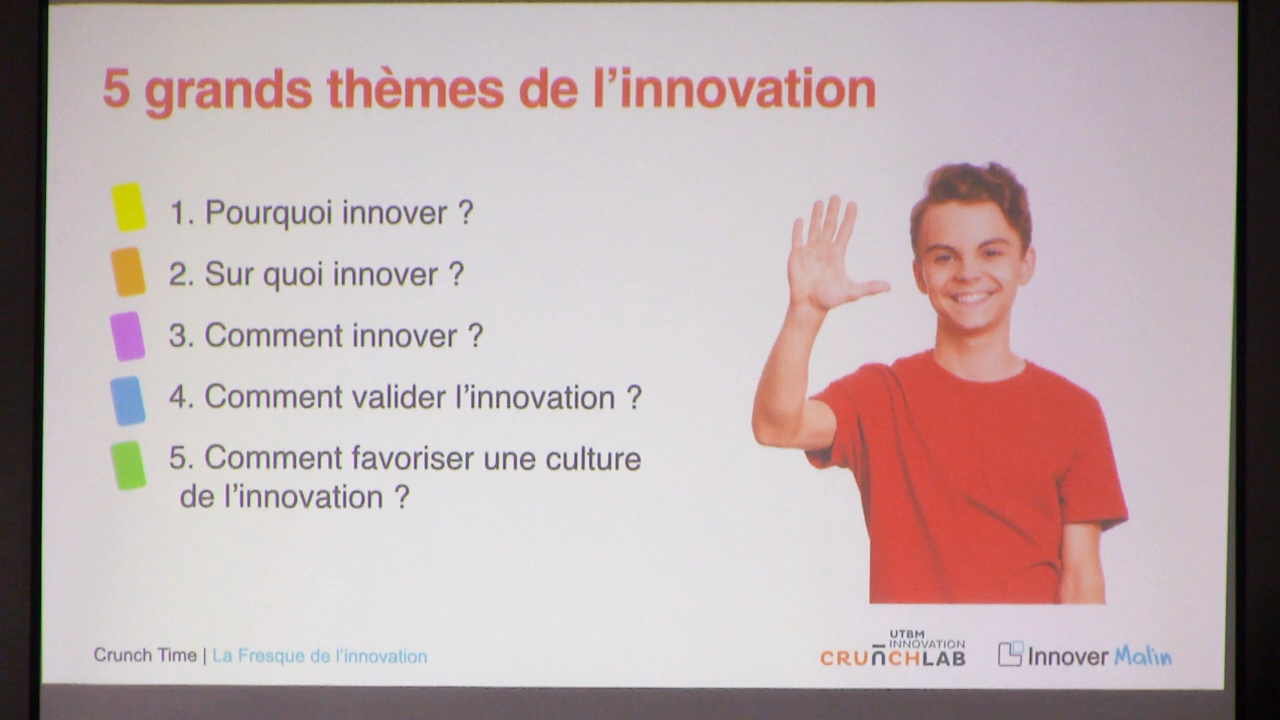 5 grands thèmes de l'innovation
1. Pourquoi innover ?
2. Sur quoi innover ?
3. Comment innover ?
4. Comment valider l'innovation ?
5. Comment favoriser une culture
de l'innovation ?
Crunch Time | La Fresque de l'innovation
UTBM
INNOVATION
CRUNCHLAB
Innover Malin